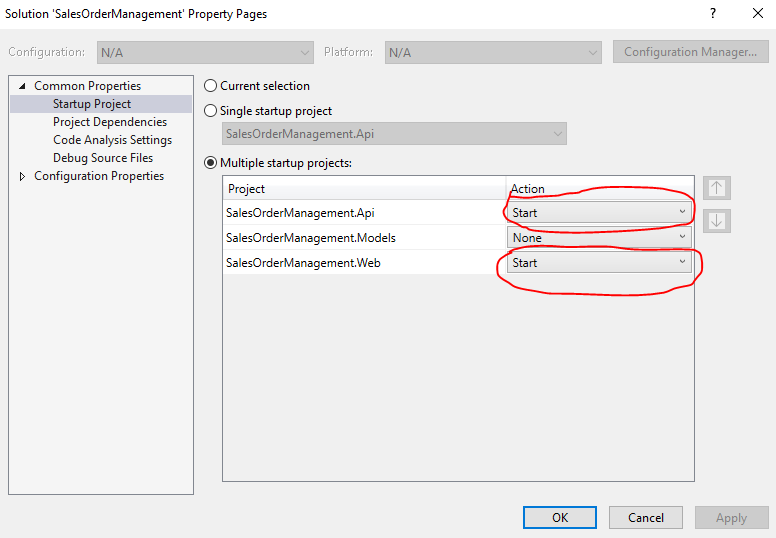 Solution 'SalesOrderManagement' Property Pages ?
Configuration: N/A Platform: N/A Configuration Manager...
Common Properties
Startup Project
Project Dependencies
Code Analysis Settings
Debug Source Files
Configuration Properties
Current selection
Single startup project
SalesOrderManagement.Api
Multiple startup projects:
Project Action
SalesOrderManagement.Api Start
SalesOrderManagement.Models None
SalesOrderManagement.Web Start
OK Cancel Apply